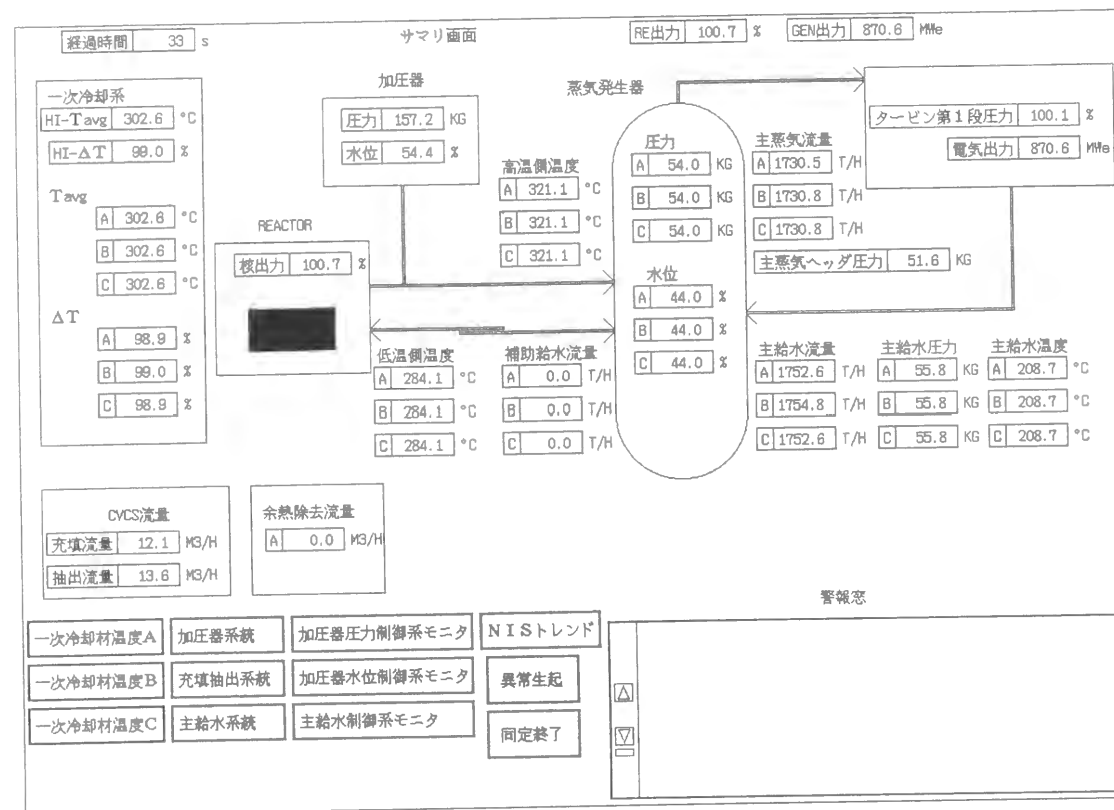 経過時間 33 s
サマリ画面
RE出力 100.7 %
GEN出力 870.6 MWe
一次冷却系
HI-Tavg 302.6 °C
HI-ΔT 99.0 %
Tavg
A 302.6 °C
B 302.6 °C
C 302.6 °C
ΔT
A 98.9 %
B 99.0 %
C 98.9 %
加圧器
圧力 157.2 KG
水位 54.4 %
REACTOR
核出力 100.7 %
高温側温度
A 321.1 °C
B 321.1 °C
C 321.1 °C
低温側温度
A 284.1 °C
B 284.1 °C
C 284.1 °C
補助給水流量
A 0.0 T/H
B 0.0 T/H
C 0.0 T/H
蒸気発生器
圧力
A 54.0 KG
B 54.0 KG
C 54.0 KG
水位
A 44.0 %
B 44.0 %
C 44.0 %
主蒸気流量
A 1730.5 T/H
B 1730.8 T/H
C 1730.8 T/H
主蒸気ヘッダ圧力 51.6 KG
タービン第1段圧力 100.1 %
電気出力 870.6 MWe
主給水流量
A 1752.6 T/H
B 1754.8 T/H
C 1752.6 T/H
主給水圧力
A 55.8 KG
B 55.8 KG
C 55.8 KG
主給水温度
A 208.7 °C
B 208.7 °C
C 208.7 °C
CVCS流量
充填流量 12.1 M3/H
抽出流量 13.6 M3/H
余熱除去流量
A 0.0 M3/H
警報窓
一次冷却材温度A
加圧器系統
加圧器圧力制御系モニタ
NISトレンド
一次冷却材温度B
充填抽出系統
加圧器水位制御系モニタ
異常生起
一次冷却材温度C
主給水系統
主給水制御系モニタ
同定終了